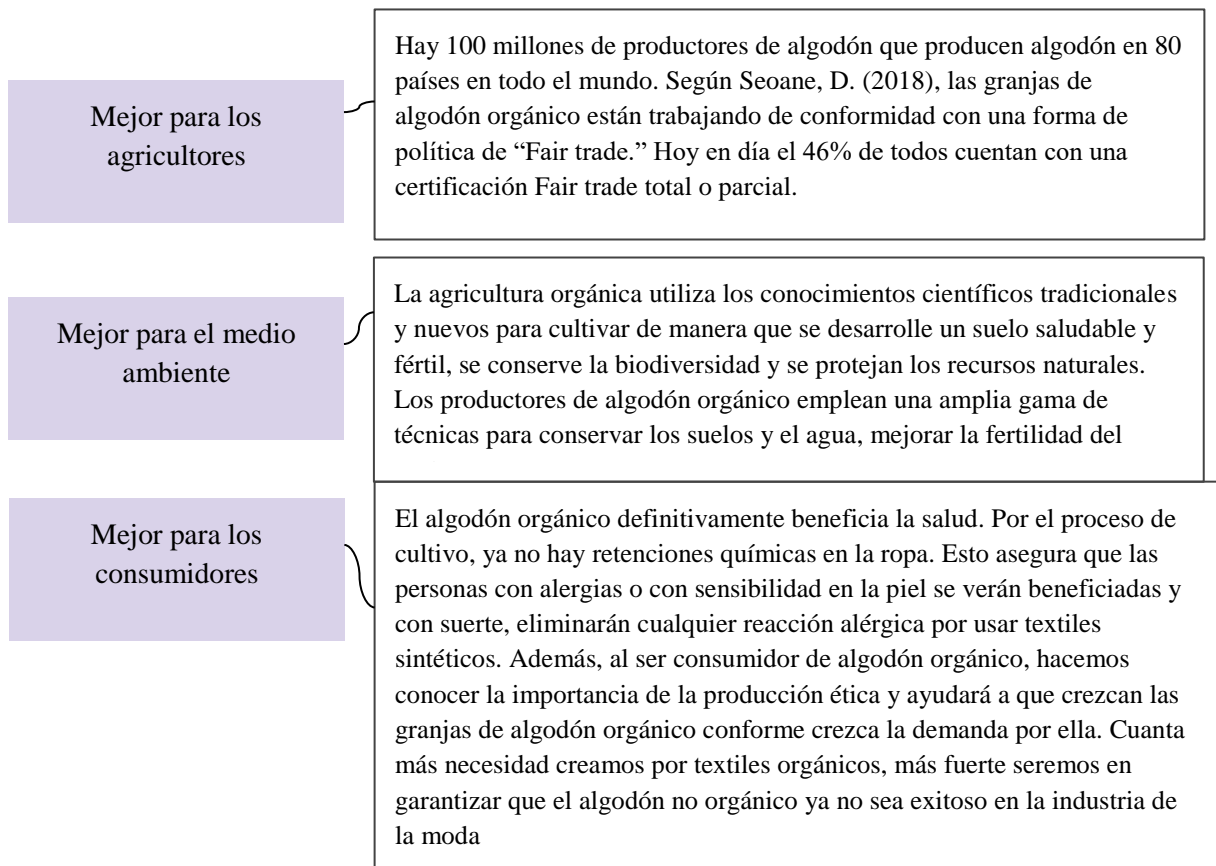 Mejor para los
agricultores
Hay 100 millones de productores de algodón que producen algodón en 80
países en todo el mundo. Según Seoane, D. (2018), las granjas de
algodón orgánico están trabajando de conformidad con una forma de
política de “Fair trade.” Hoy en día el 46% de todos cuentan con una
certificación Fair trade total o parcial.
Mejor para el medio
ambiente
La agricultura orgánica utiliza los conocimientos científicos tradicionales
y nuevos para cultivar de manera que se desarrolle un suelo saludable y
fértil, se conserve la biodiversidad y se protejan los recursos naturales.
Los productores de algodón orgánico emplean una amplia gama de
técnicas para conservar los suelos y el agua, mejorar la fertilidad del
Mejor para los
consumidores
El algodón orgánico definitivamente beneficia la salud. Por el proceso de
cultivo, ya no hay retenciones químicas en la ropa. Esto asegura que las
personas con alergias o con sensibilidad en la piel se verán beneficiadas y
con suerte, eliminarán cualquier reacción alérgica por usar textiles
sintéticos. Además, al ser consumidor de algodón orgánico, hacemos
conocer la importancia de la producción ética y ayudará a que crezcan las
granjas de algodón orgánico conforme crezca la demanda por ella. Cuanta
más necesidad creamos por textiles orgánicos, más fuerte seremos en
garantizar que el algodón no orgánico ya no sea exitoso en la industria de
la moda